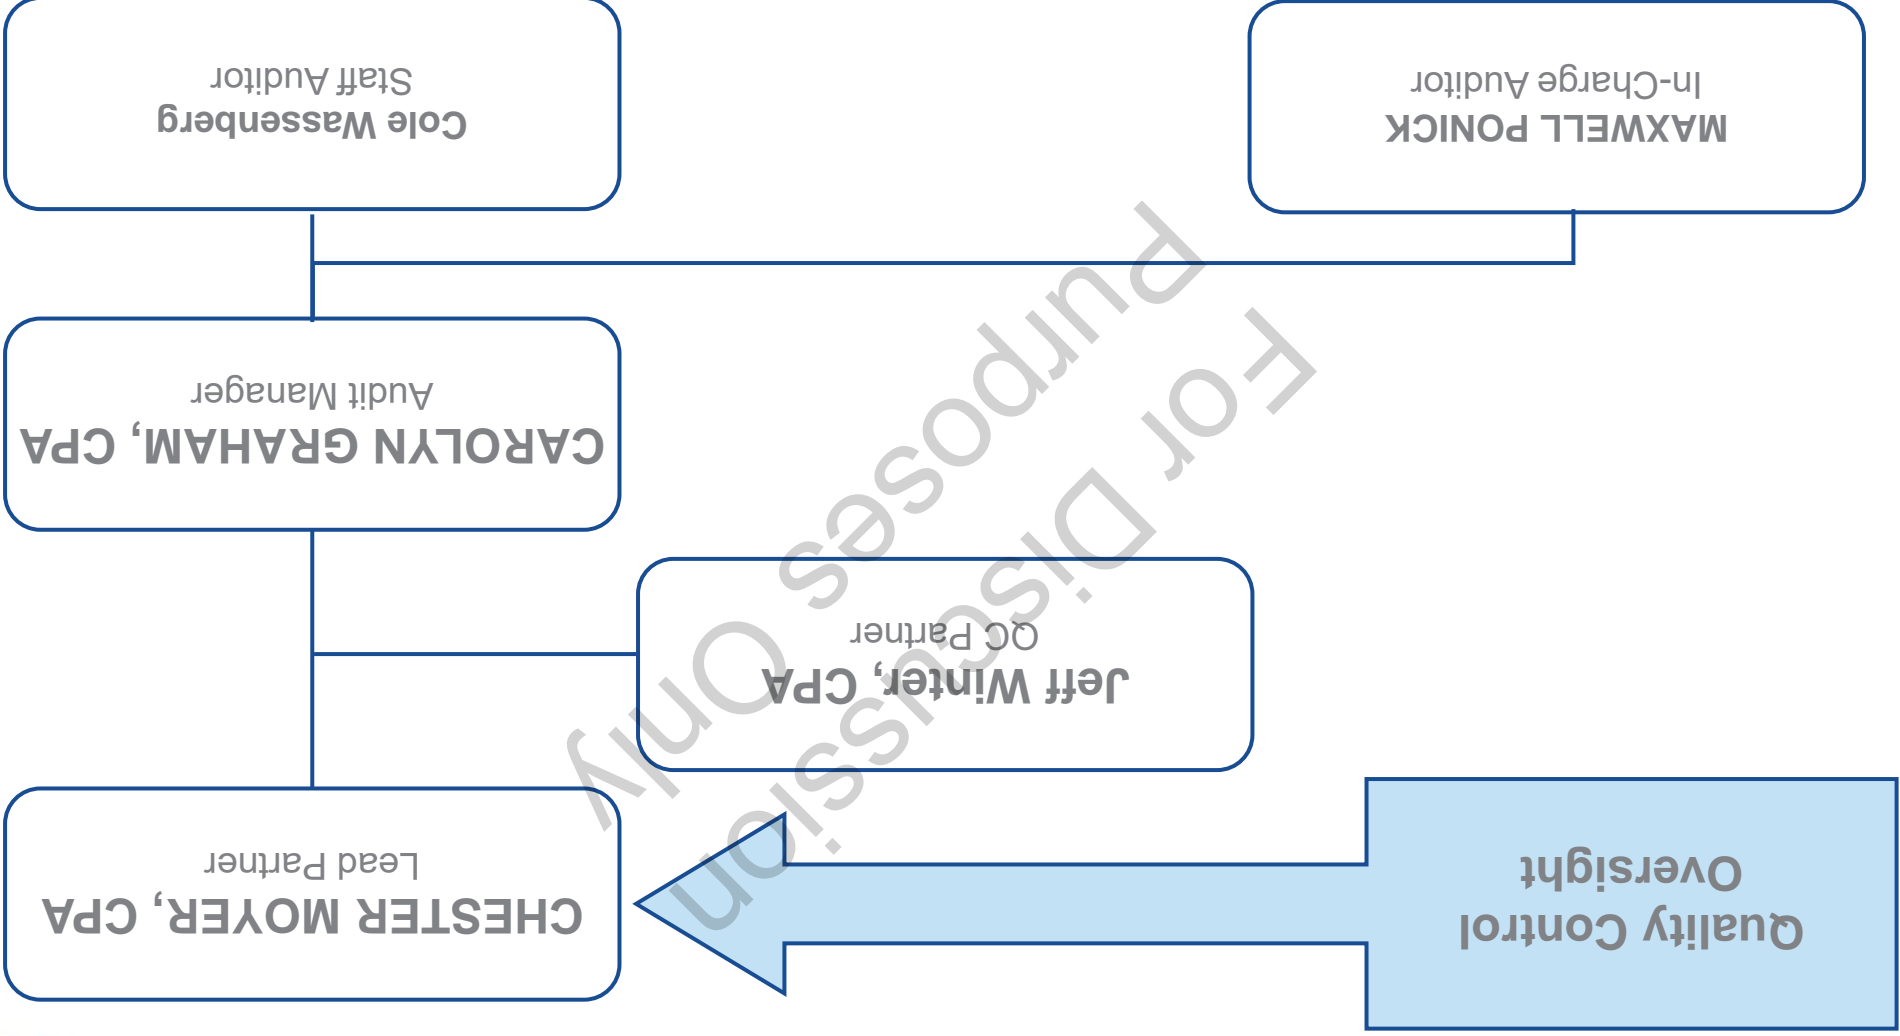 Quality Control
Oversight
CHESTER MOYER, CPA
Lead Partner
Jeff Winter, CPA
QC Partner
CAROLYN GRAHAM, CPA
Audit Manager
MAXWELL PONICK
In-Charge Auditor
Cole Wassenberg
Staff Auditor
For Discussion
Purposes Only